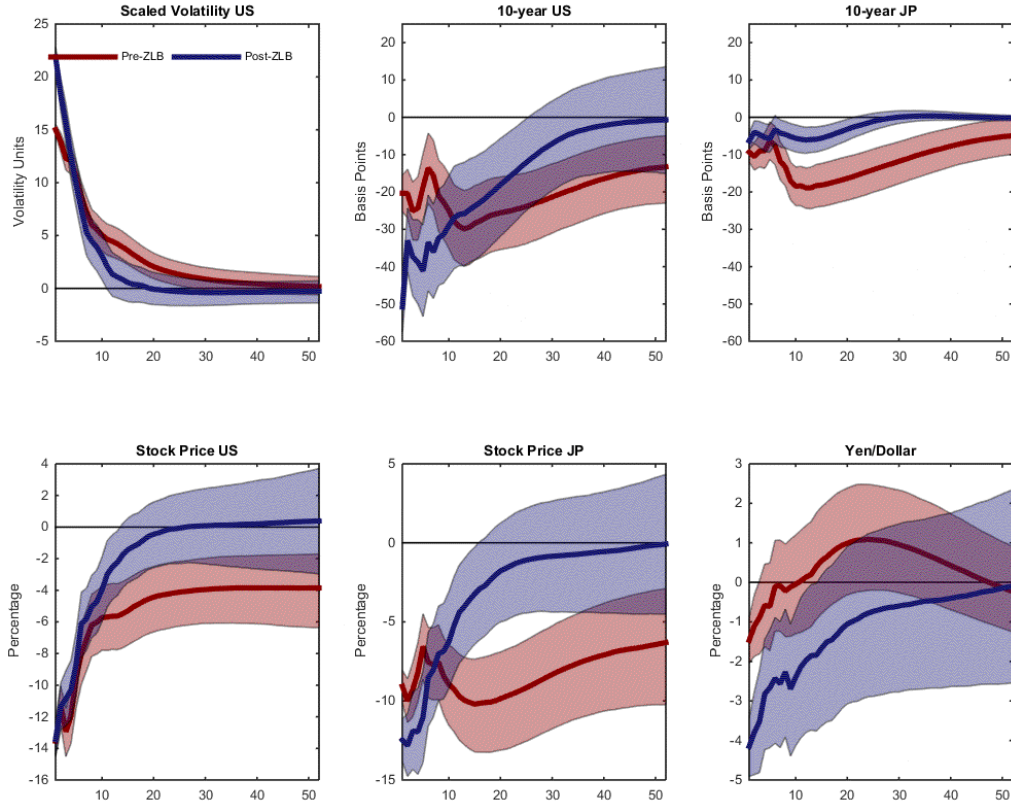 Scaled Volatility US
25
20
15
10
5
0
-5
Volatility Units
Pre-ZLB
Post-ZLB
10 20 30 40 50
10-year US
20
10
0
-10
-20
-30
-40
-50
-60
Basis Points
10 20 30 40 50
10-year JP
20
10
0
-10
-20
-30
-40
-50
-60
Basis Points
10 20 30 40 50
Stock Price US
4
2
0
-2
-4
-6
-8
-10
-12
-14
-16
Percentage
10 20 30 40 50
Stock Price JP
5
0
-5
-10
-15
Percentage
10 20 30 40 50
Yen/Dollar
3
2
1
0
-1
-2
-3
-4
-5
Percentage
10 20 30 40 50